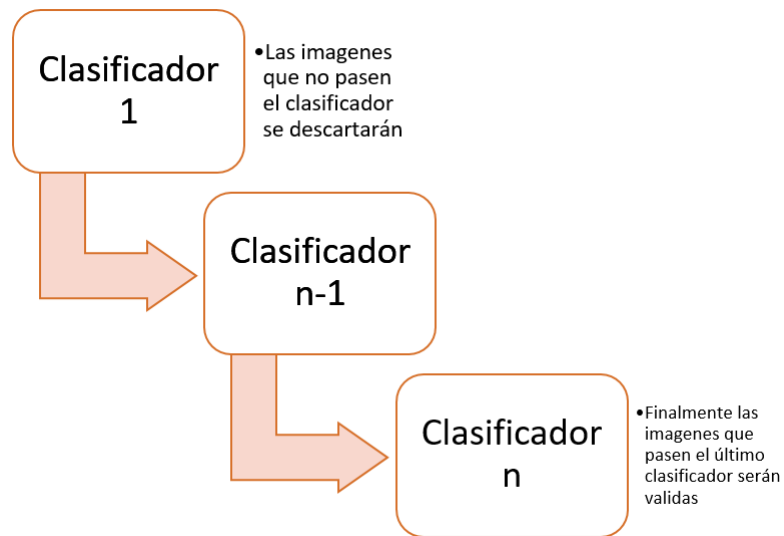 Clasificador
1
•Las imagenes
que no pasen
el clasificador
se descartarán
Clasificador
n-1
Clasificador
n
•Finalmente las
imagenes que
pasen el último
clasificador serán
validas